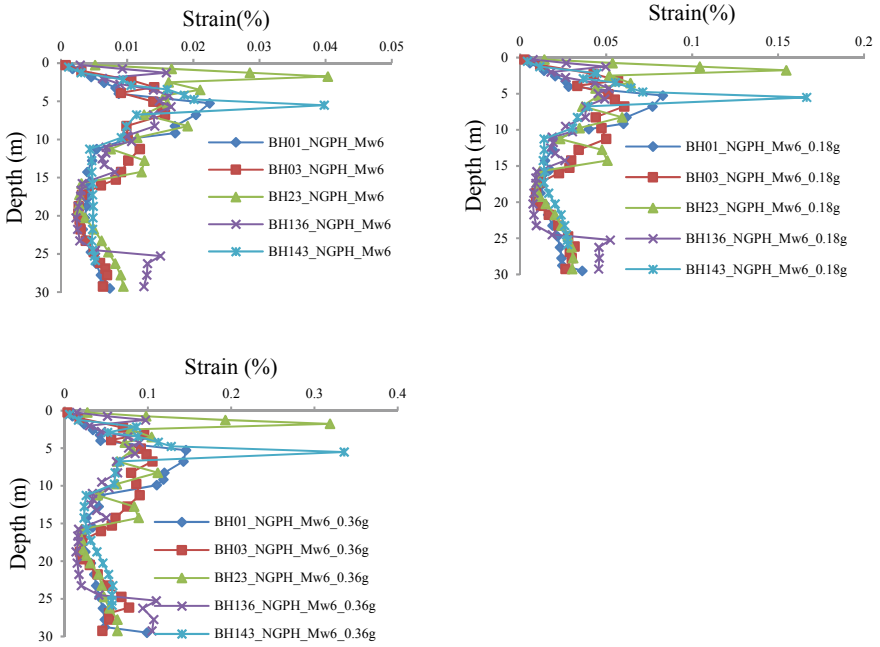 Strain(%)
0 0.01 0.02 0.03 0.04 0.05
0
5
10
15
20
25
30
Depth (m)
BH01_NGPH_Mw6
BH03_NGPH_Mw6
BH23_NGPH_Mw6
BH136_NGPH_Mw6
BH143_NGPH_Mw6
Strain(%)
0 0.05 0.1 0.15 0.2
0
5
10
15
20
25
30
Depth (m)
BH01_NGPH_Mw6_0.18g
BH03_NGPH_Mw6_0.18g
BH23_NGPH_Mw6_0.18g
BH136_NGPH_Mw6_0.18g
BH143_NGPH_Mw6_0.18g
Strain (%)
0 0.1 0.2 0.3 0.4
0
5
10
15
20
25
30
Depth (m)
BH01_NGPH_Mw6_0.36g
BH03_NGPH_Mw6_0.36g
BH23_NGPH_Mw6_0.36g
BH136_NGPH_Mw6_0.36g
BH143_NGPH_Mw6_0.36g